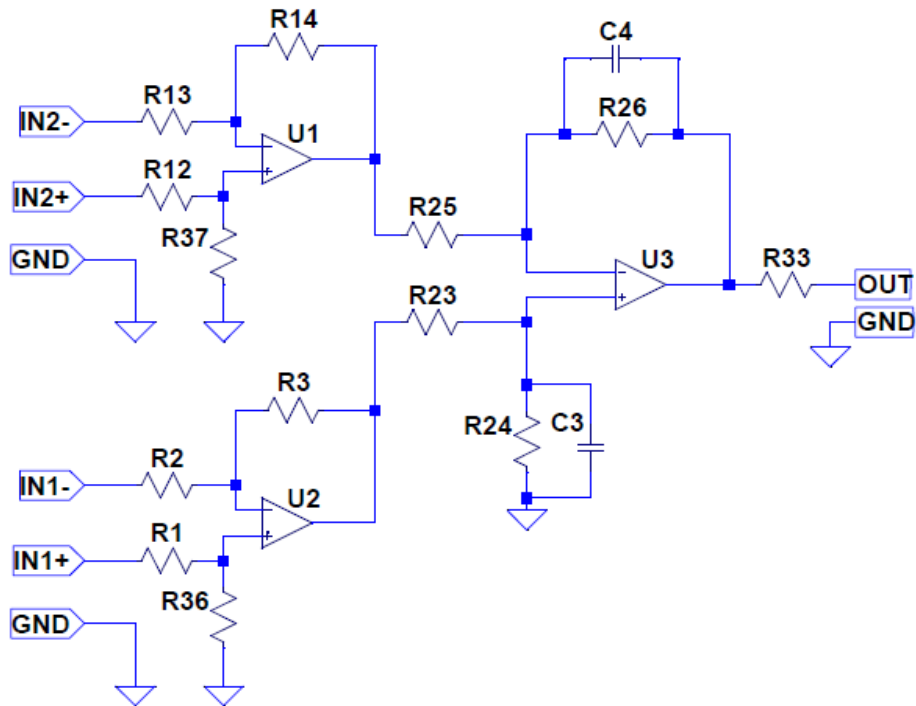 R14
C4
R13
IN2-
U1
R26
R12
IN2+
R25
R37
GND
U3
R33
OUT
R23
GND
R3
R24
C3
R2
IN1-
U2
R1
IN1+
R36
GND